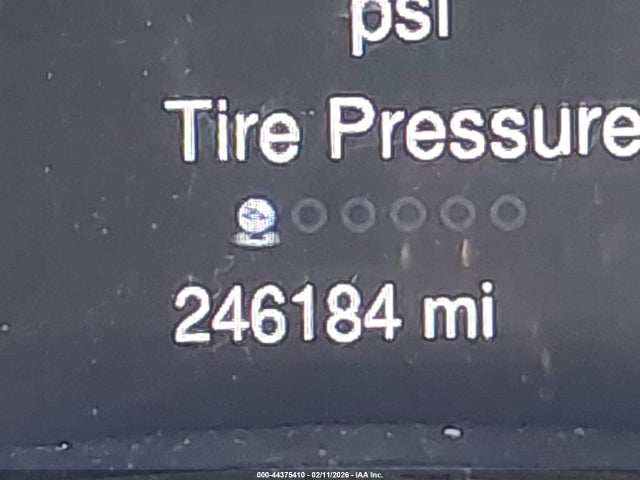 psi
Tire Pressure
246184 mi
000-44375410 - 02/11/2026 - IAA Inc.